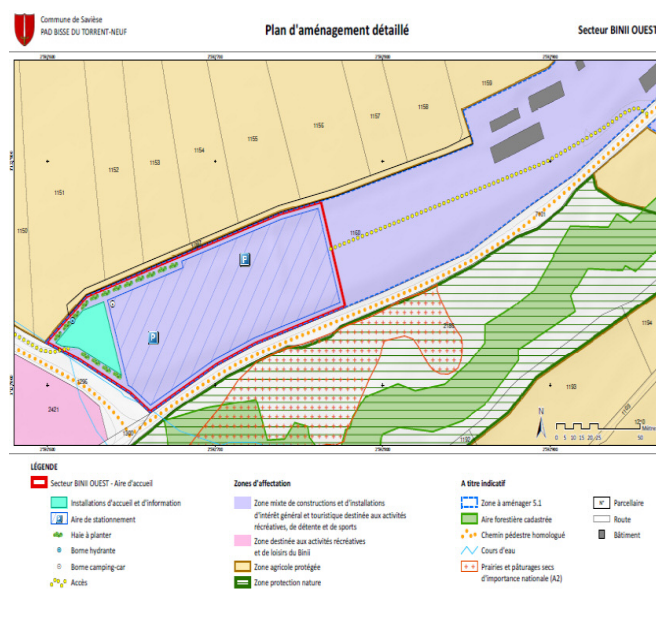 Commune de Savièse
PAD BISSE DU TORRENT-NEUF
Plan d'aménagement détaillé
Secteur BINII OUEST
1159
1158
1157
1156
1155
1154
1153
1152
1151
1150
1160
P
P
2421
1193
1194
N
0 5 10 15 20 25
50
LÉGENDE
Secteur BINII OUEST - Aire d'accueil
Installations d'accueil et d'information
P Aire de stationnement
Haie à planter
Borne hydrante
Borne camping-car
Accès
Zones d'affectation
Zone mixte de constructions et d'installations
d'intérêt général et touristique destinée aux activités
récréatives, de détente et de sports
Zone destinée aux activités récréatives
et de loisirs du Binii
Zone agricole protégée
Zone protection nature
A titre indicatif
Zone à aménager 5.1
Aire forestière cadastrée
Chemin pédestre homologué
Cours d'eau
Prairies et pâturages secs
d'importance nationale (A2)
N° Parcellaire
Route
Bâtiment